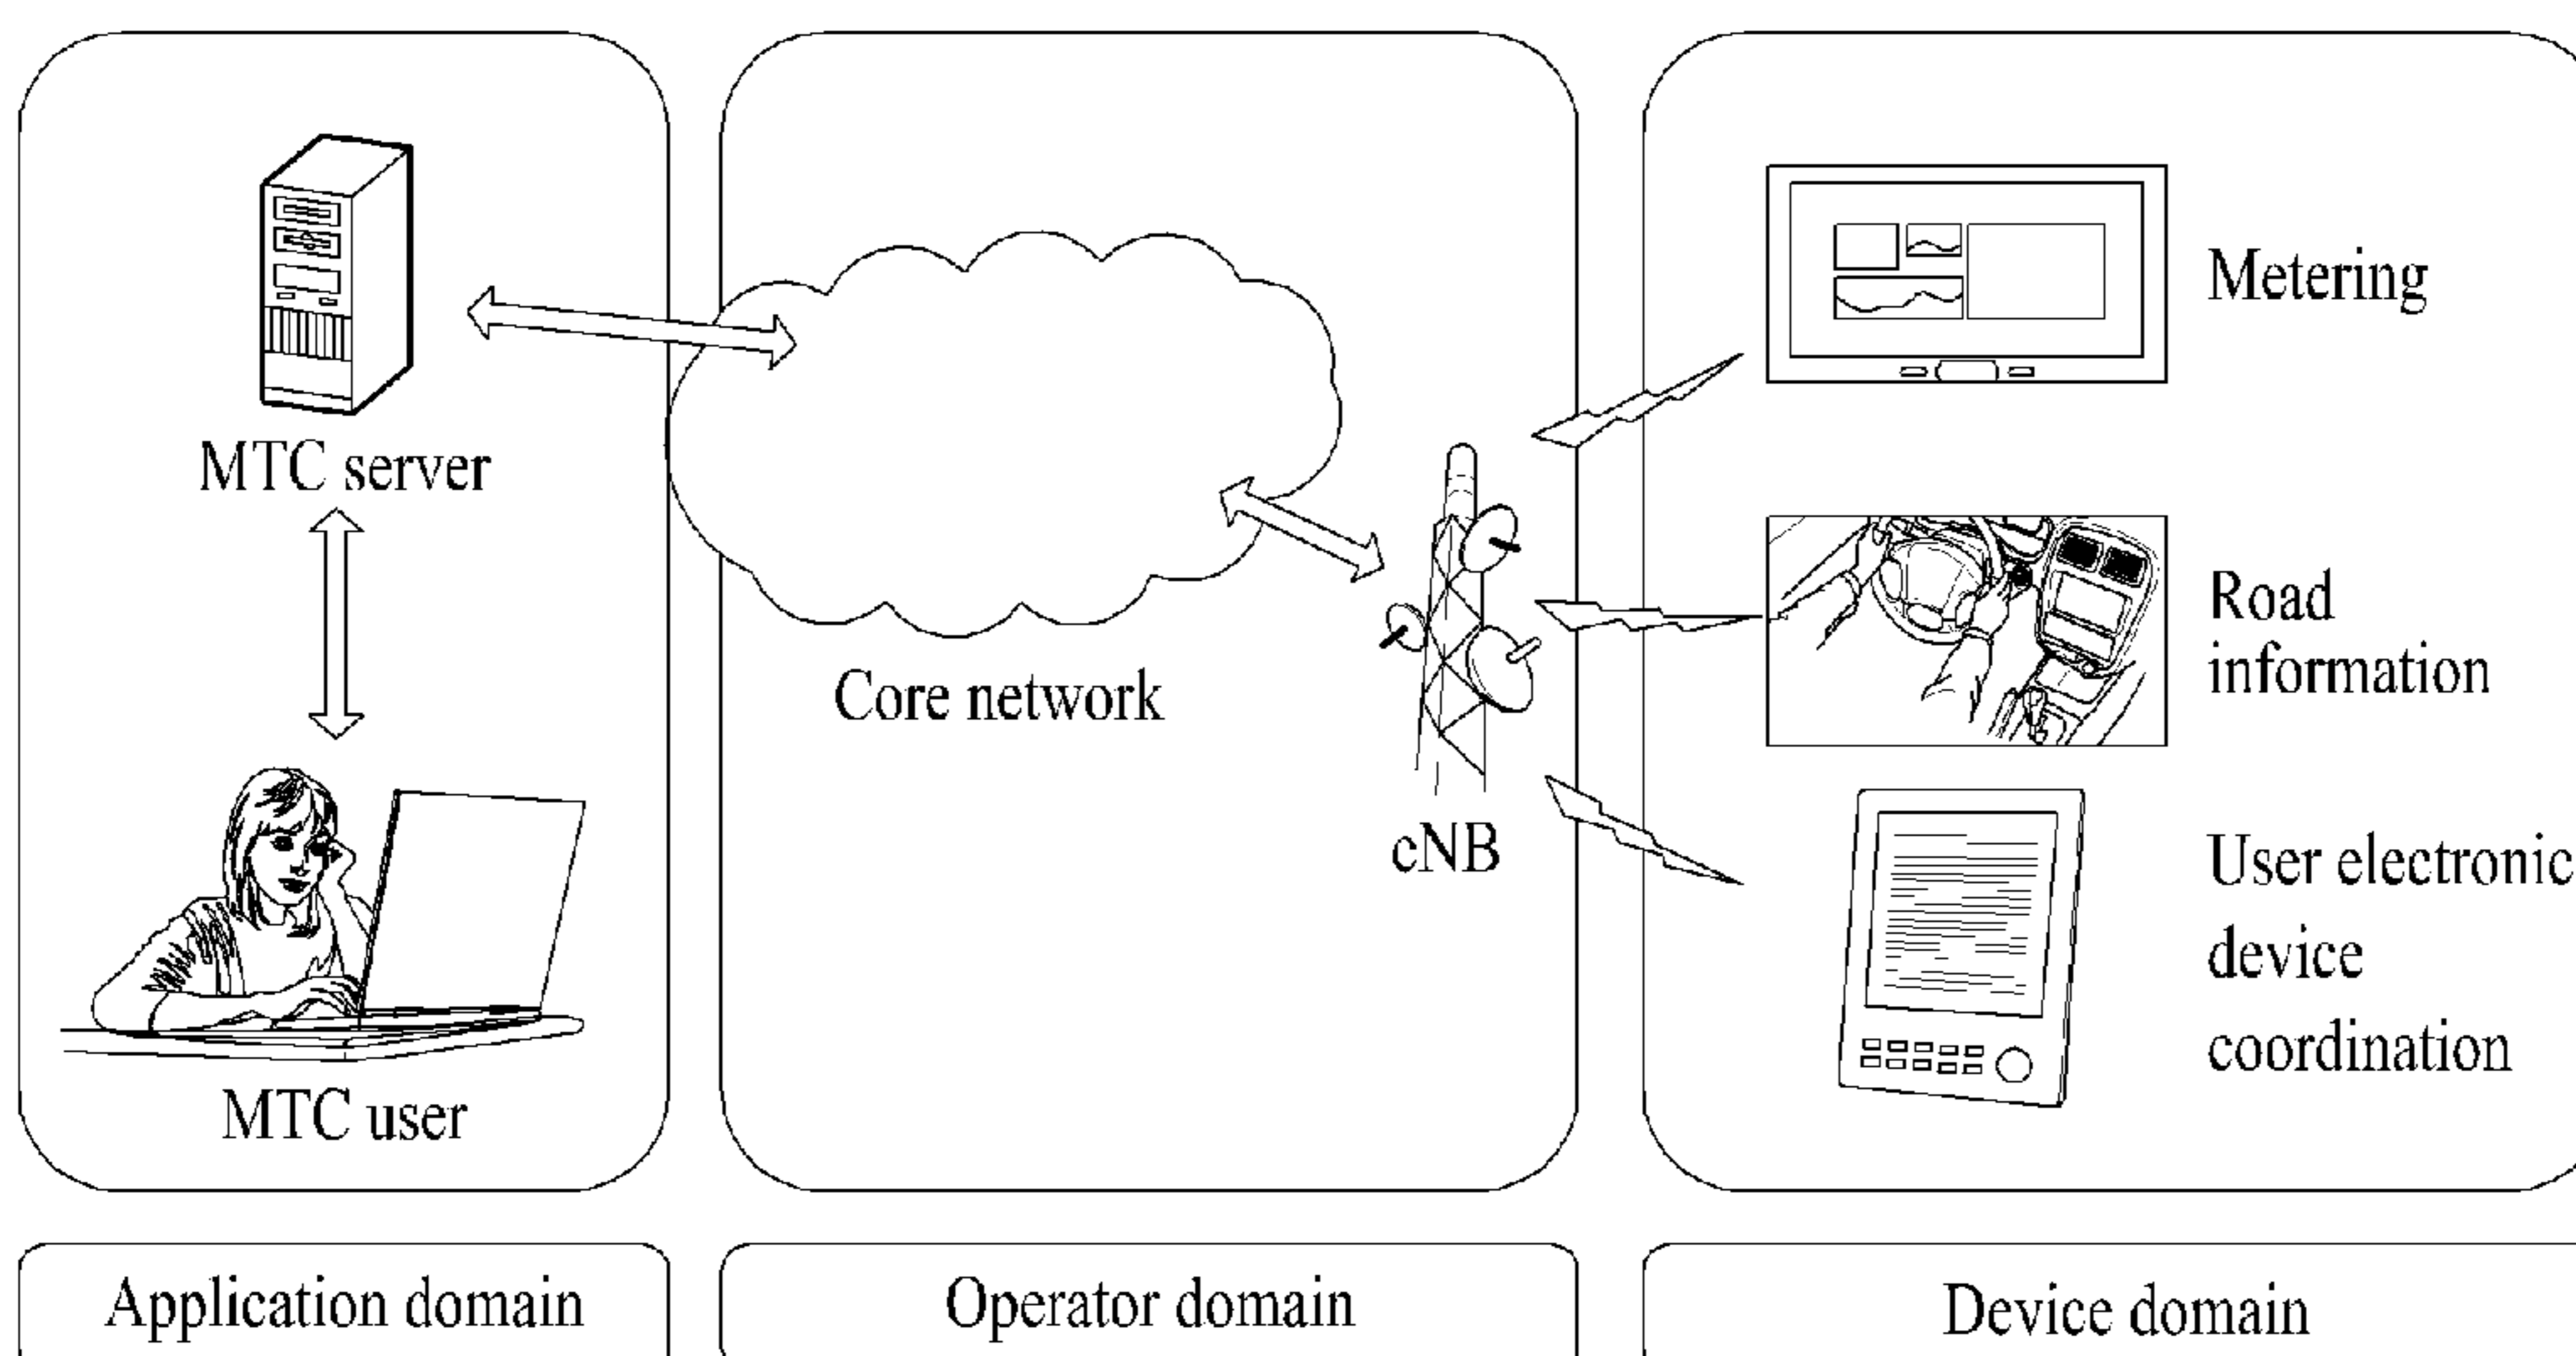 MTC server
MTC user
Core network
eNB
Metering
Road
information
User electronic
device
coordination
Application domain
Operator domain
Device domain